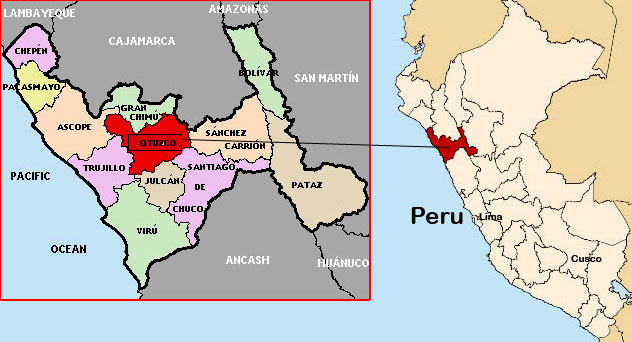 LAMBAYEQUE
AMAZONAS
CHEPÉN
CAJAMARCA
BOLÍVAR
SAN MARTÍN
PACASMAYO
GRAN
CHIMÚ
ASCOPE
OTUZCO
SÁNCHEZ
CARRIÓN
TRUJILLO
SANTIAGO
DE
CHUCO
JULCÁN
PATAZ
PACIFIC
OCEAN
VIRÚ
ANCASH
HUÁNUCO
Peru
Lima
Cusco